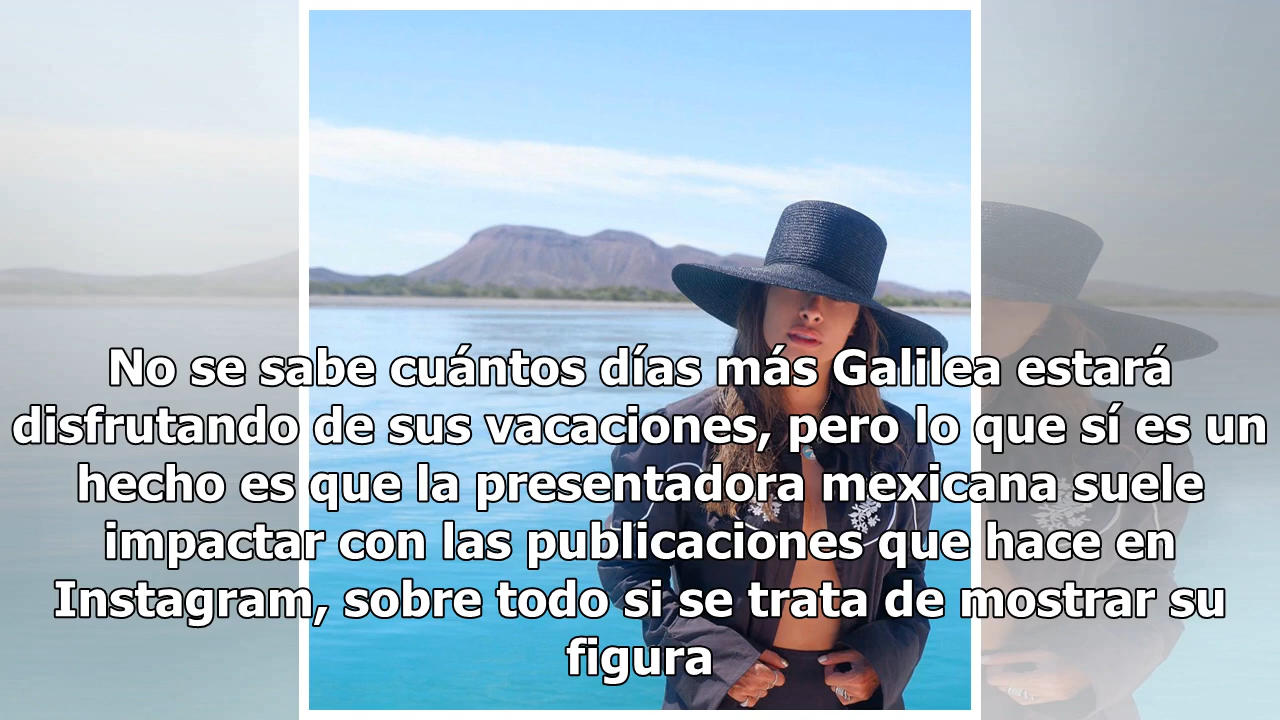 No se sabe cuántos días más Galilea estará
disfrutando de sus vacaciones, pero lo que sí es un
hecho es que la presentadora mexicana suele
impactar con las publicaciones que hace en
Instagram, sobre todo si se trata de mostrar su
figura